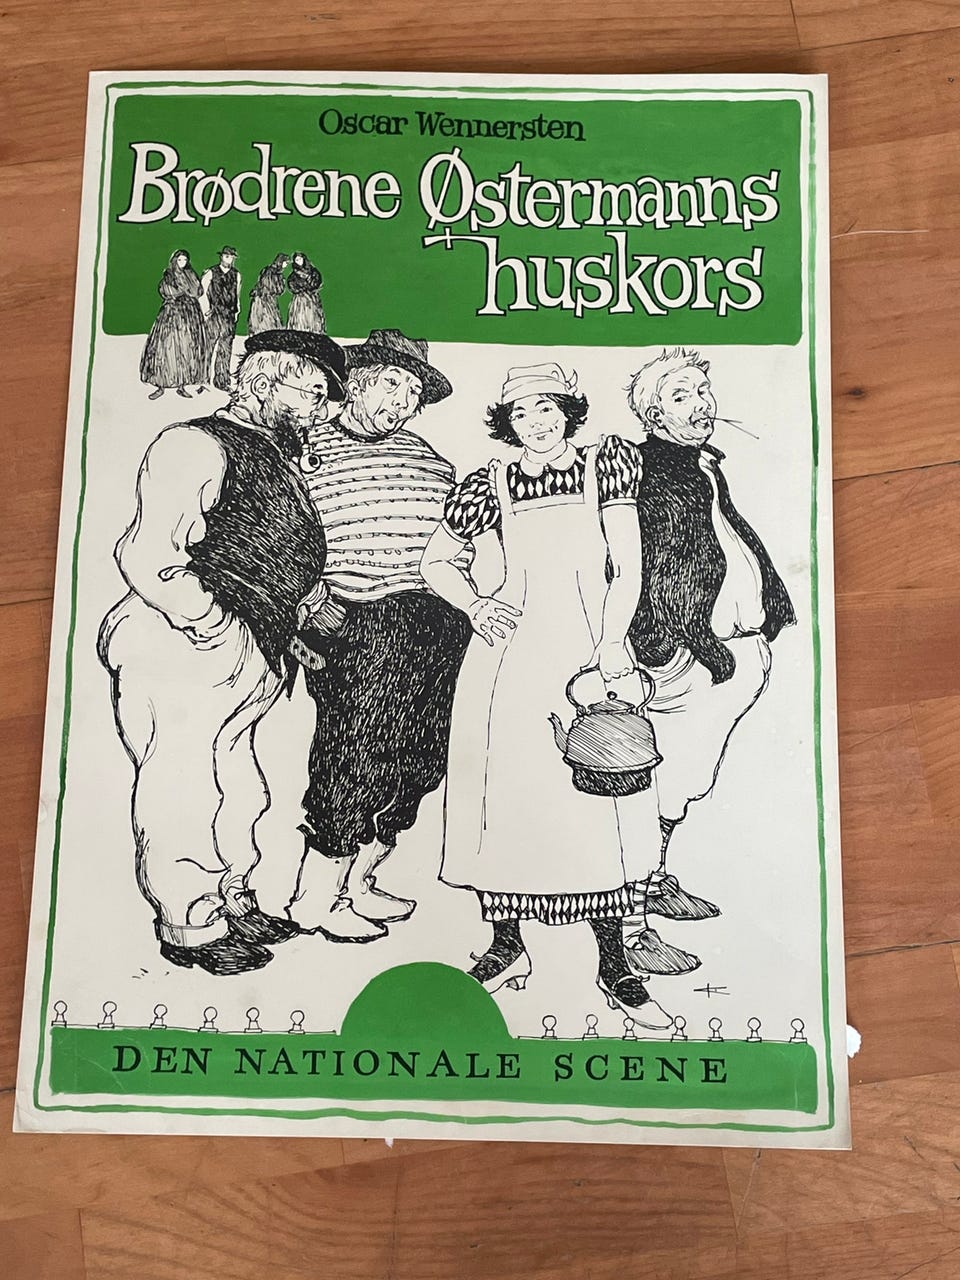 Oscar Wennersten
Brødrene Østermanns
huskors
DEN NATIONALE SCENE